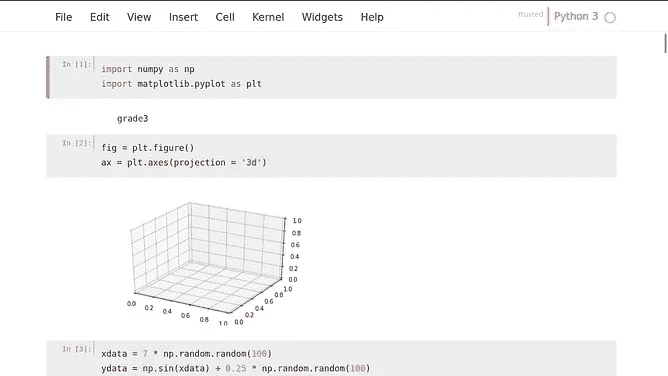 File Edit View Insert Cell Kernel Widgets Help Trusted Python 3
In [1]: import numpy as np
import matplotlib.pyplot as plt
grade3
In [2]: fig = plt.figure()
ax = plt.axes(projection = '3d')
1.0
0.8
0.6
0.4
0.2
0.0
1.0
0.8
0.6
0.4
0.2
0.0
0.0 0.2 0.4 0.6 0.8 1.0
In [3]: xdata = 7 * np.random.random(100)
ydata = np.sin(xdata) + 0.25 * np.random.random(100)